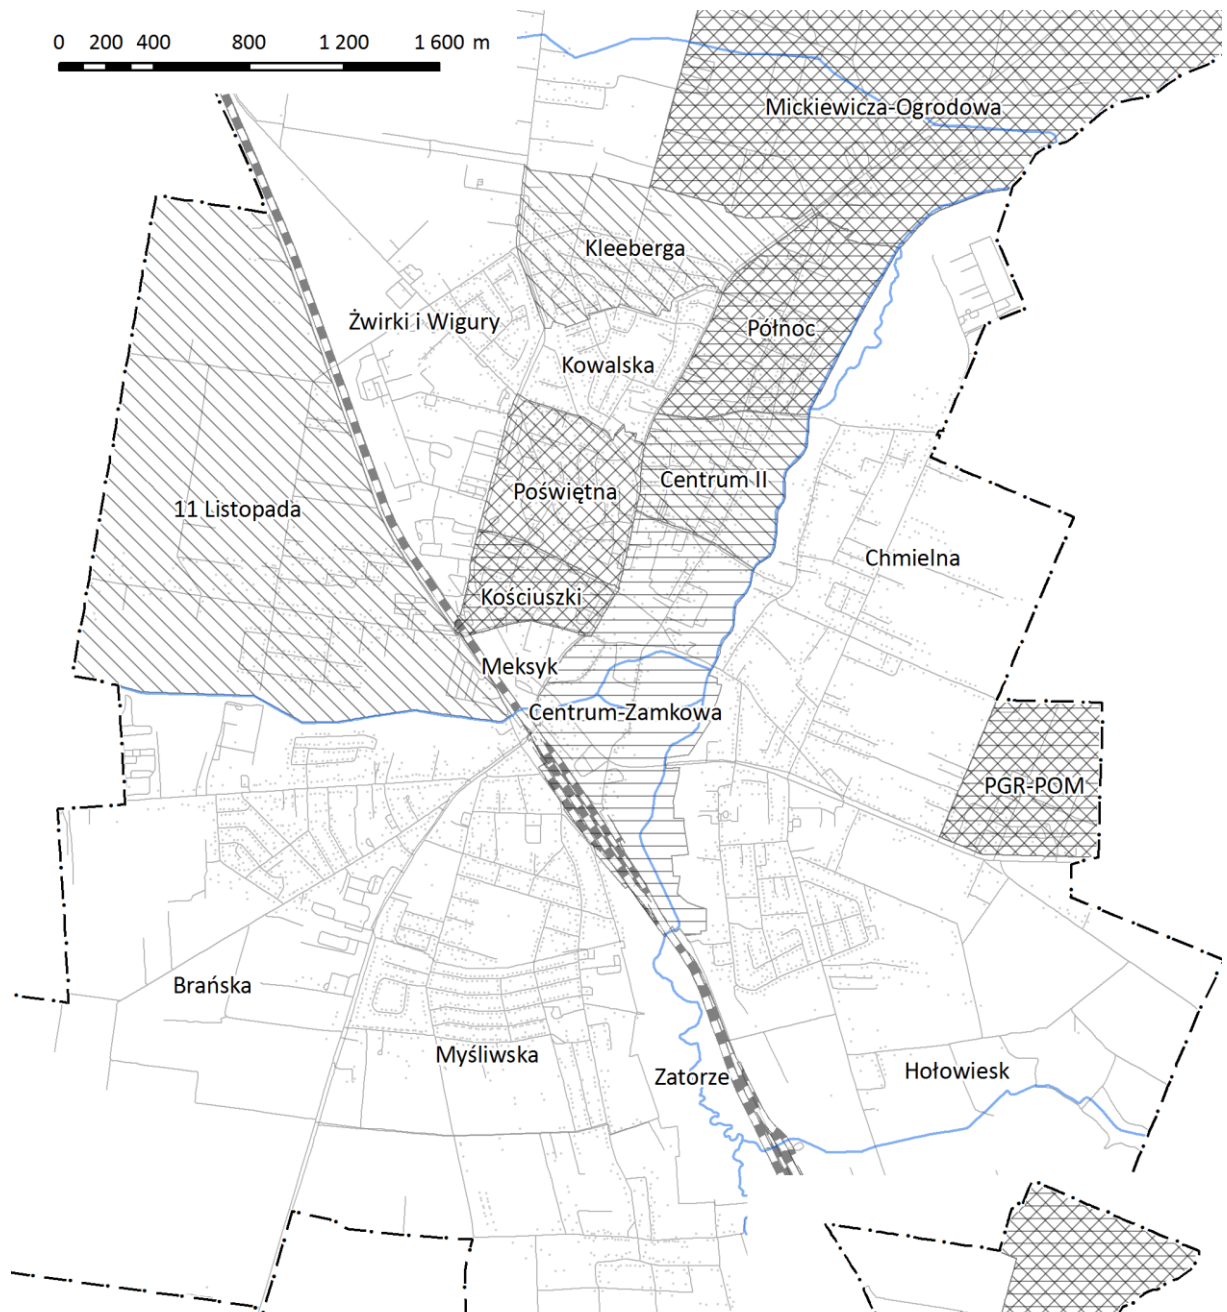 0 200 400 800 1 200 1 600 m
Mickiewicza-Ogrodowa
Kleeberga
Żwirki i Wigury
Północ
Kowalska
Poświętna
Centrum II
11 Listopada
Chmielna
Kościuszki
Meksyk
Centrum-Zamkowa
PGR-POM
Brańska
Myśliwska
Zatorze
Hołowiesk